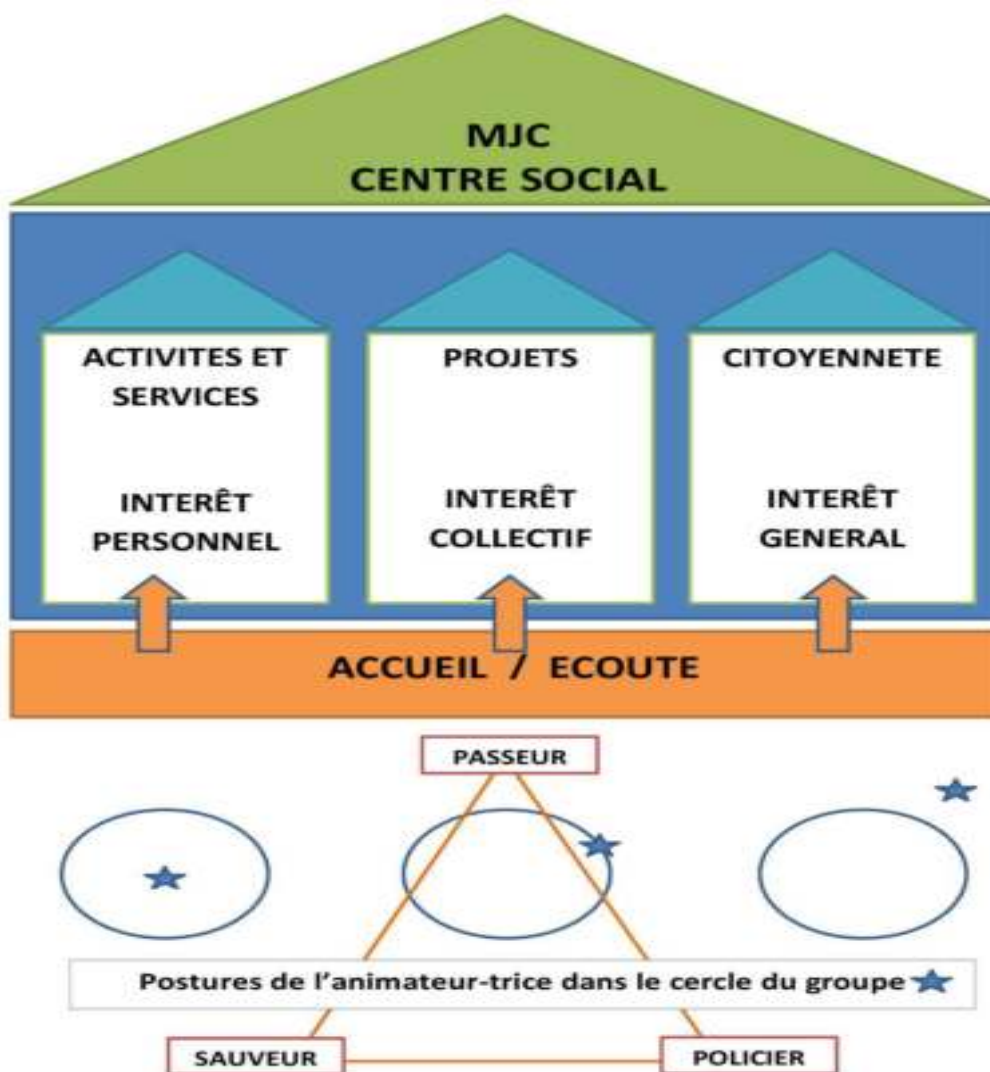 MJC
CENTRE SOCIAL
ACTIVITES ET
SERVICES
INTERÊT
PERSONNEL
PROJETS
INTERÊT
COLLECTIF
CITOYENNETE
INTERÊT
GENERAL
ACCUEIL / ECOUTE
PASSEUR
Postures de l’animateur-trice dans le cercle du groupe
SAUVEUR
POLICIER